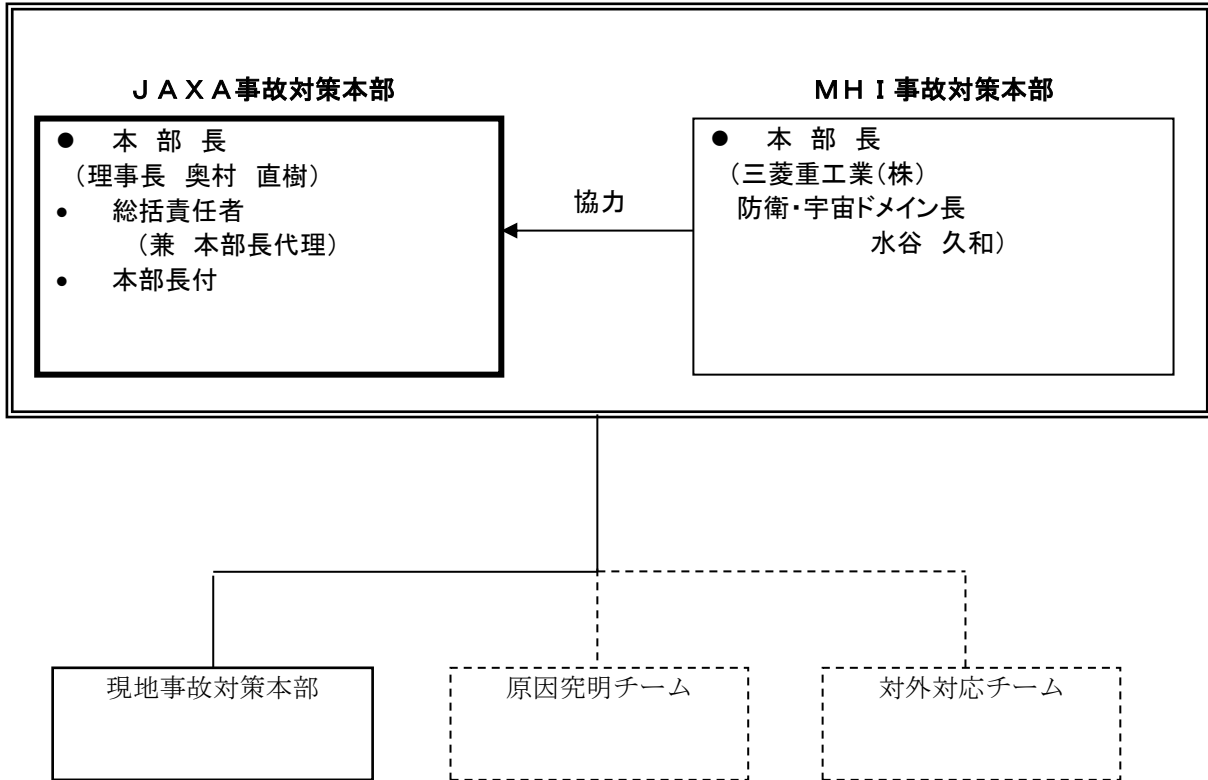 JAXA事故対策本部
● 本 部 長
(理事長 奥村 直樹)
• 総括責任者
(兼 本部長代理)
• 本部長付
協力
MHI事故対策本部
● 本 部 長
(三菱重工業(株)
防衛・宇宙ドメイン長
水谷 久和)
現地事故対策本部
原因究明チーム
対外対応チーム